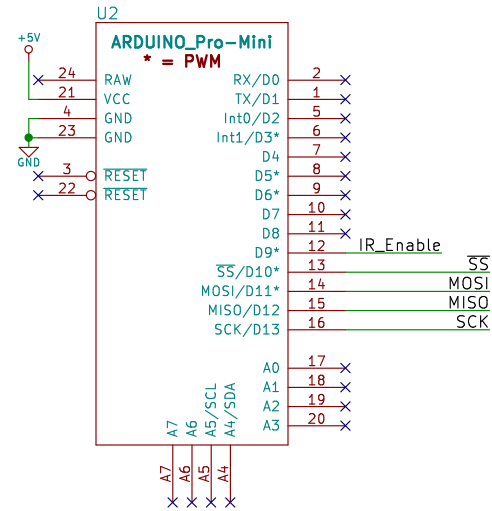 U2
+5V
ARDUINO_Pro-Mini
* = PWM
24 RAW
21 VCC
4 GND
23 GND
GND
3 RESET
22 RESET
RX/D0 2
TX/D1 1
Int0/D2 5
Int1/D3* 6
D4 7
D5* 8
D6* 9
D7 10
D8 11
D9* 12 IR_Enable
SS/D10* 13 SS
MOSI/D11* 14 MOSI
MISO/D12 15 MISO
SCK/D13 16 SCK
A0 17
A1 18
A2 19
A3 20
A7
A6
A5/SCL
A4/SDA
A7
A6
A5
A4